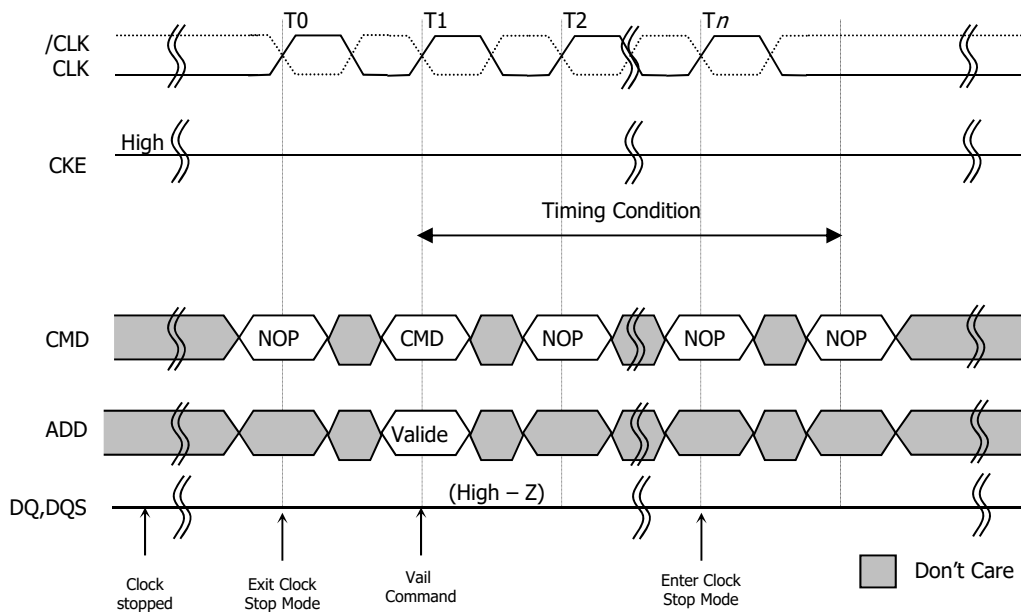 T0 T1 T2 Tn
/CLK
CLK
High
CKE
Timing Condition
CMD NOP CMD NOP NOP NOP
ADD Valide
(High – Z)
DQ,DQS
Clock
stopped
Exit Clock
Stop Mode
Vail
Command
Enter Clock
Stop Mode
Don't Care